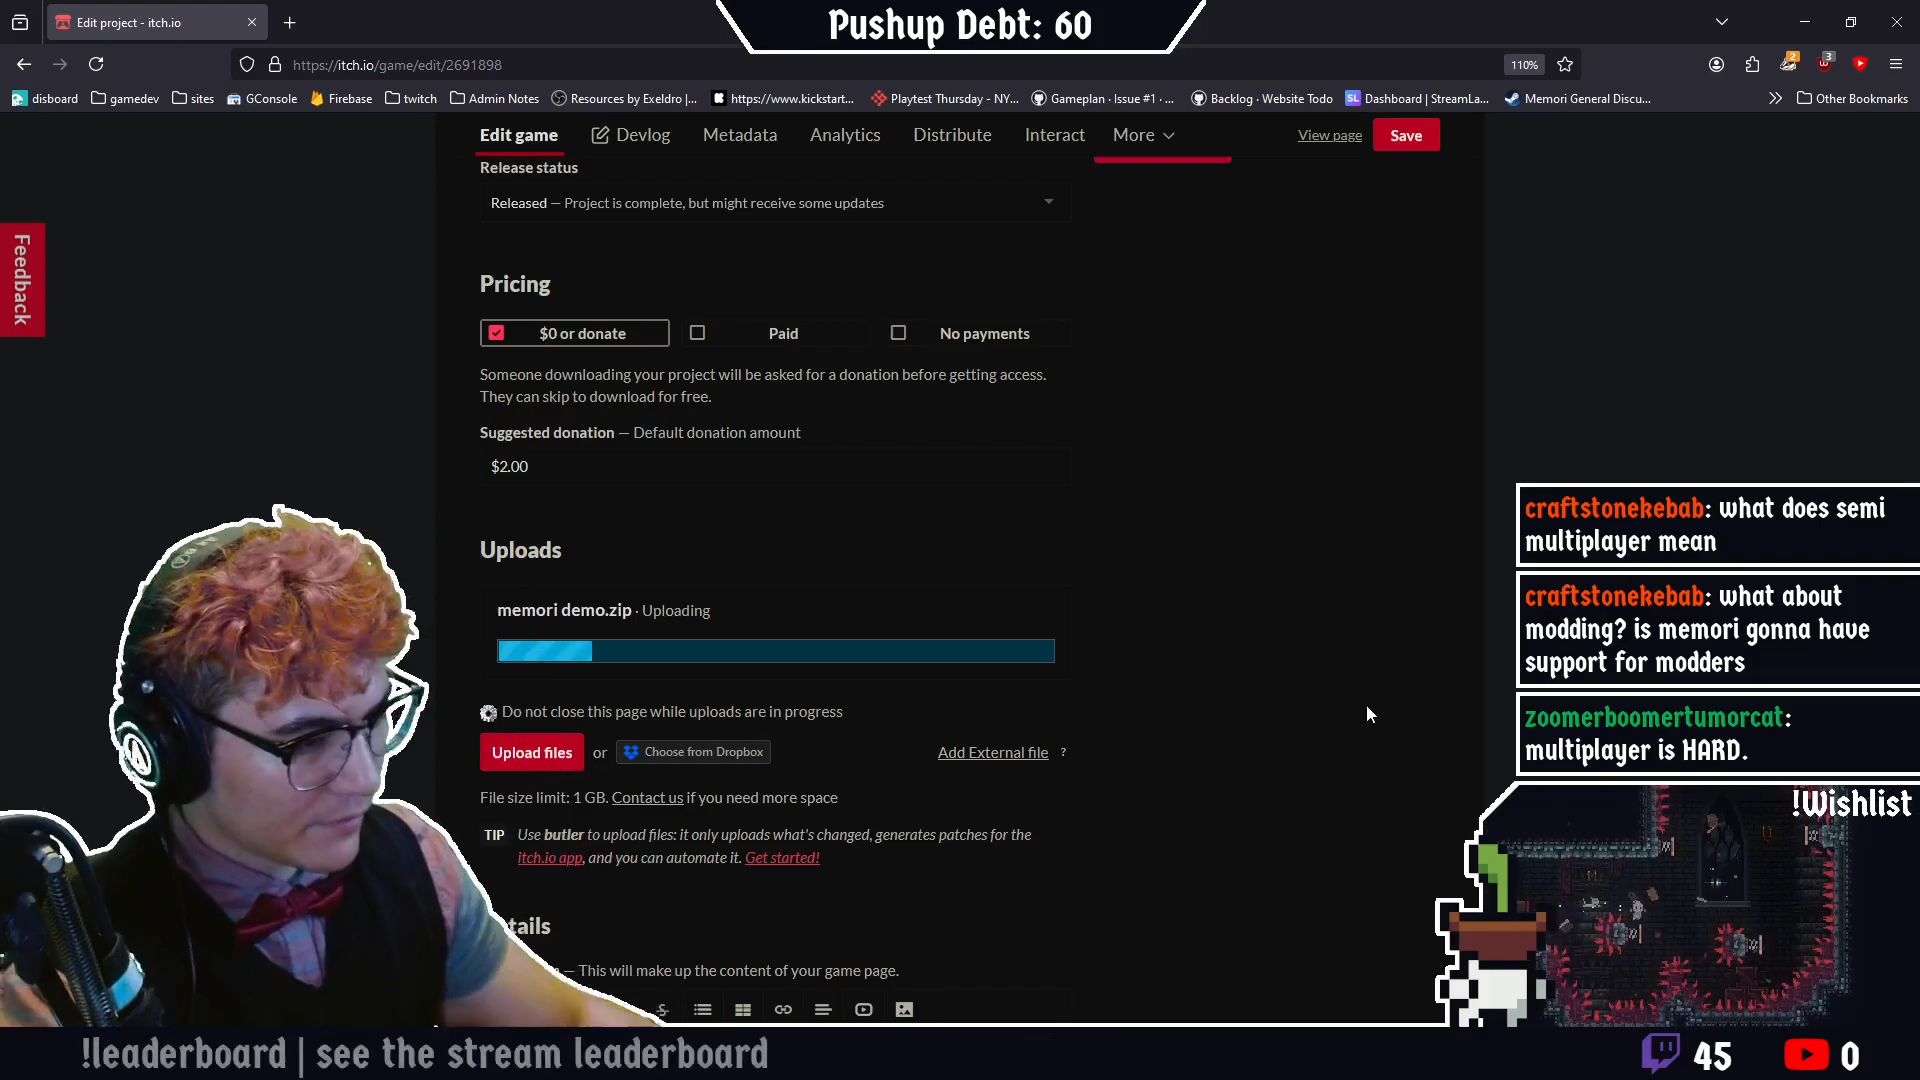 Edit project - itch.io
Pushup Debt: 60
https://itch.io/game/edit/2691898
110%
2
3
disboard
gamedev
sites
GConsole
Firebase
twitch
Admin Notes
Resources by Exeldro |...
https://www.kickstart...
Playtest Thursday - NY...
Gameplan · Issue #1 · ...
Backlog · Website Todo
SL Dashboard | StreamLa...
Memori General Discu...
Other Bookmarks
Edit game
Devlog
Metadata
Analytics
Distribute
Interact
More
View page
Save
Feedback
Release status
Released — Project is complete, but might receive some updates
Pricing
$0 or donate
Paid
No payments
Someone downloading your project will be asked for a donation before getting access.
They can skip to download for free.
Suggested donation — Default donation amount
$2.00
Uploads
memori demo.zip · Uploading
Do not close this page while uploads are in progress
Upload files or Choose from Dropbox
Add External file ?
File size limit: 1 GB. Contact us if you need more space
TIP Use butler to upload files: it only uploads what's changed, generates patches for the
itch.io app, and you can automate it. Get started!
tails
— This will make up the content of your game page.
craftstonekebab: what does semi
multiplayer mean
craftstonekebab: what about
modding? is memori gonna have
support for modders
zoomerboomertumorcat:
multiplayer is HARD.
!Wishlist
!leaderboard | see the stream leaderboard
45
0